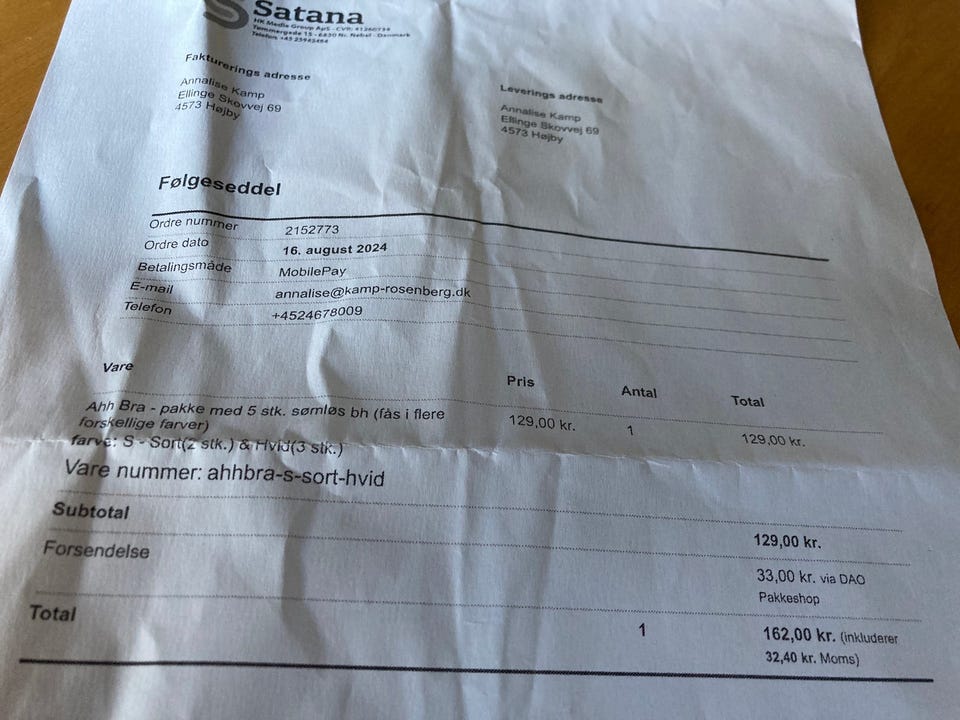 Satana
HK Media Group ApS - CVR: 41260734
Tømmergade 15 - 6830 Nr. Nebel - Danmark
Telefon +45 25945454
Fakturerings adresse
Annalise Kamp
Ellinge Skovvej 69
4573 Højby
Leverings adresse
Annalise Kamp
Ellinge Skovvej 69
4573 Højby
Følgeseddel
Ordre nummer 2152773
Ordre dato 16. august 2024
Betalingsmåde MobilePay
E-mail annalise@kamp-rosenberg.dk
Telefon +4524678009
Vare Pris Antal Total
Ahh Bra - pakke med 5 stk. sømløs bh (fås i flere 129,00 kr. 1 129,00 kr.
forskellige farver)
farve: S - Sort(2 stk.) & Hvid(3 stk.)
Vare nummer: ahhbra-s-sort-hvid
Subtotal 129,00 kr.
Forsendelse 33,00 kr. via DAO
Pakkeshop
Total 1 162,00 kr. (inkluderer
32,40 kr. Moms)